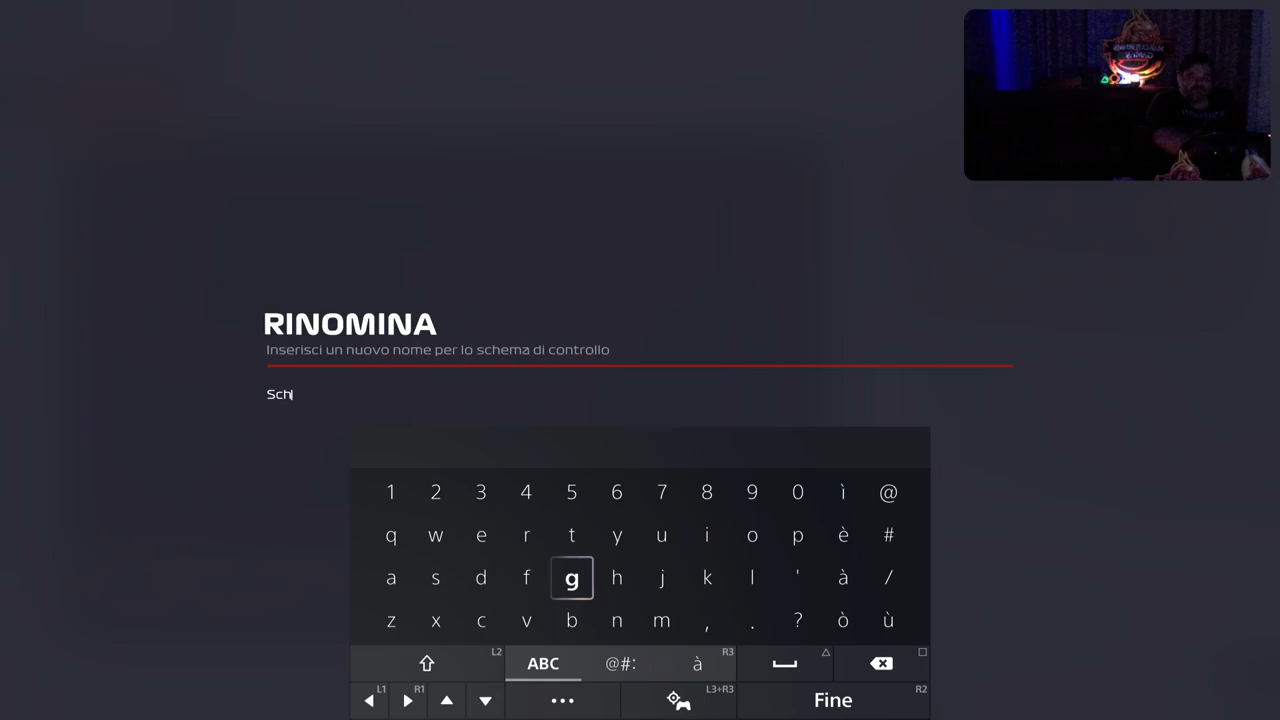 RINOMINA
Inserisci un nuovo nome per lo schema di controllo
Sch
1 2 3 4 5 6 7 8 9 0 ì @
q w e r t y u i o p è #
a s d f g h j k l ' à /
z x c v b n m , . ? ò ù
L2 ABC @#: à R3
L1 R1 ... L3+R3 Fine R2